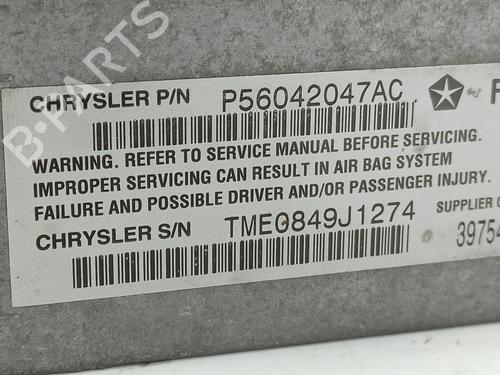 B-PARTS
CHRYSLER P/N P56042047AC F
WARNING. REFER TO SERVICE MANUAL BEFORE SERVICING.
IMPROPER SERVICING CAN RESULT IN AIR BAG SYSTEM
FAILURE AND POSSIBLE DRIVER AND/OR PASSENGER INJURY.
CHRYSLER S/N TME0849J1274 SUPPLIER
39754